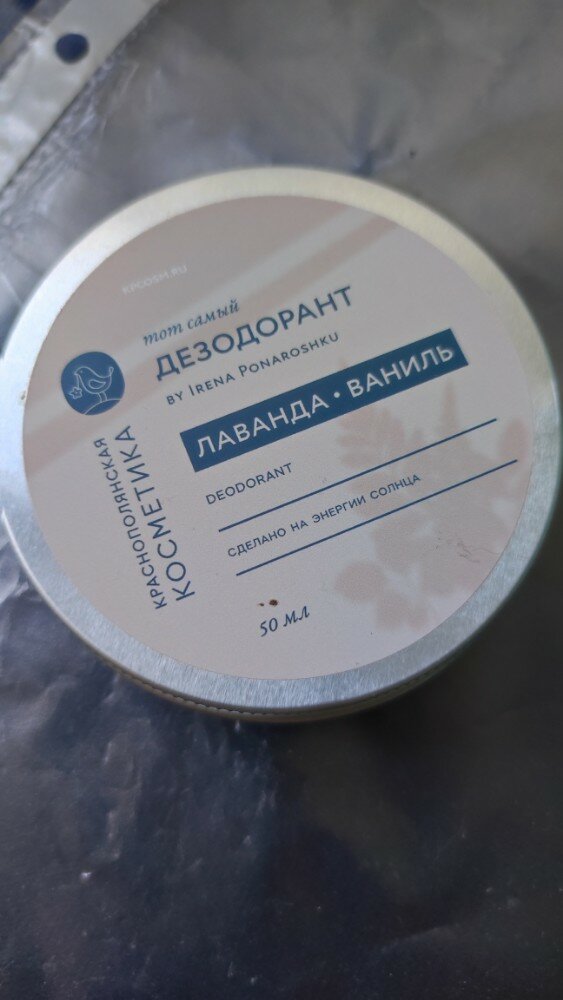 KPCOSM.RU
тот самый
ДЕЗОДОРАНТ
BY IRENA PONAROSHKU
ЛАВАНДА • ВАНИЛЬ
DEODORANT
СДЕЛАНО НА ЭНЕРГИИ СОЛНЦА
50 мл
КРАСНОПОЛЯНСКАЯ
КОСМЕТИКА